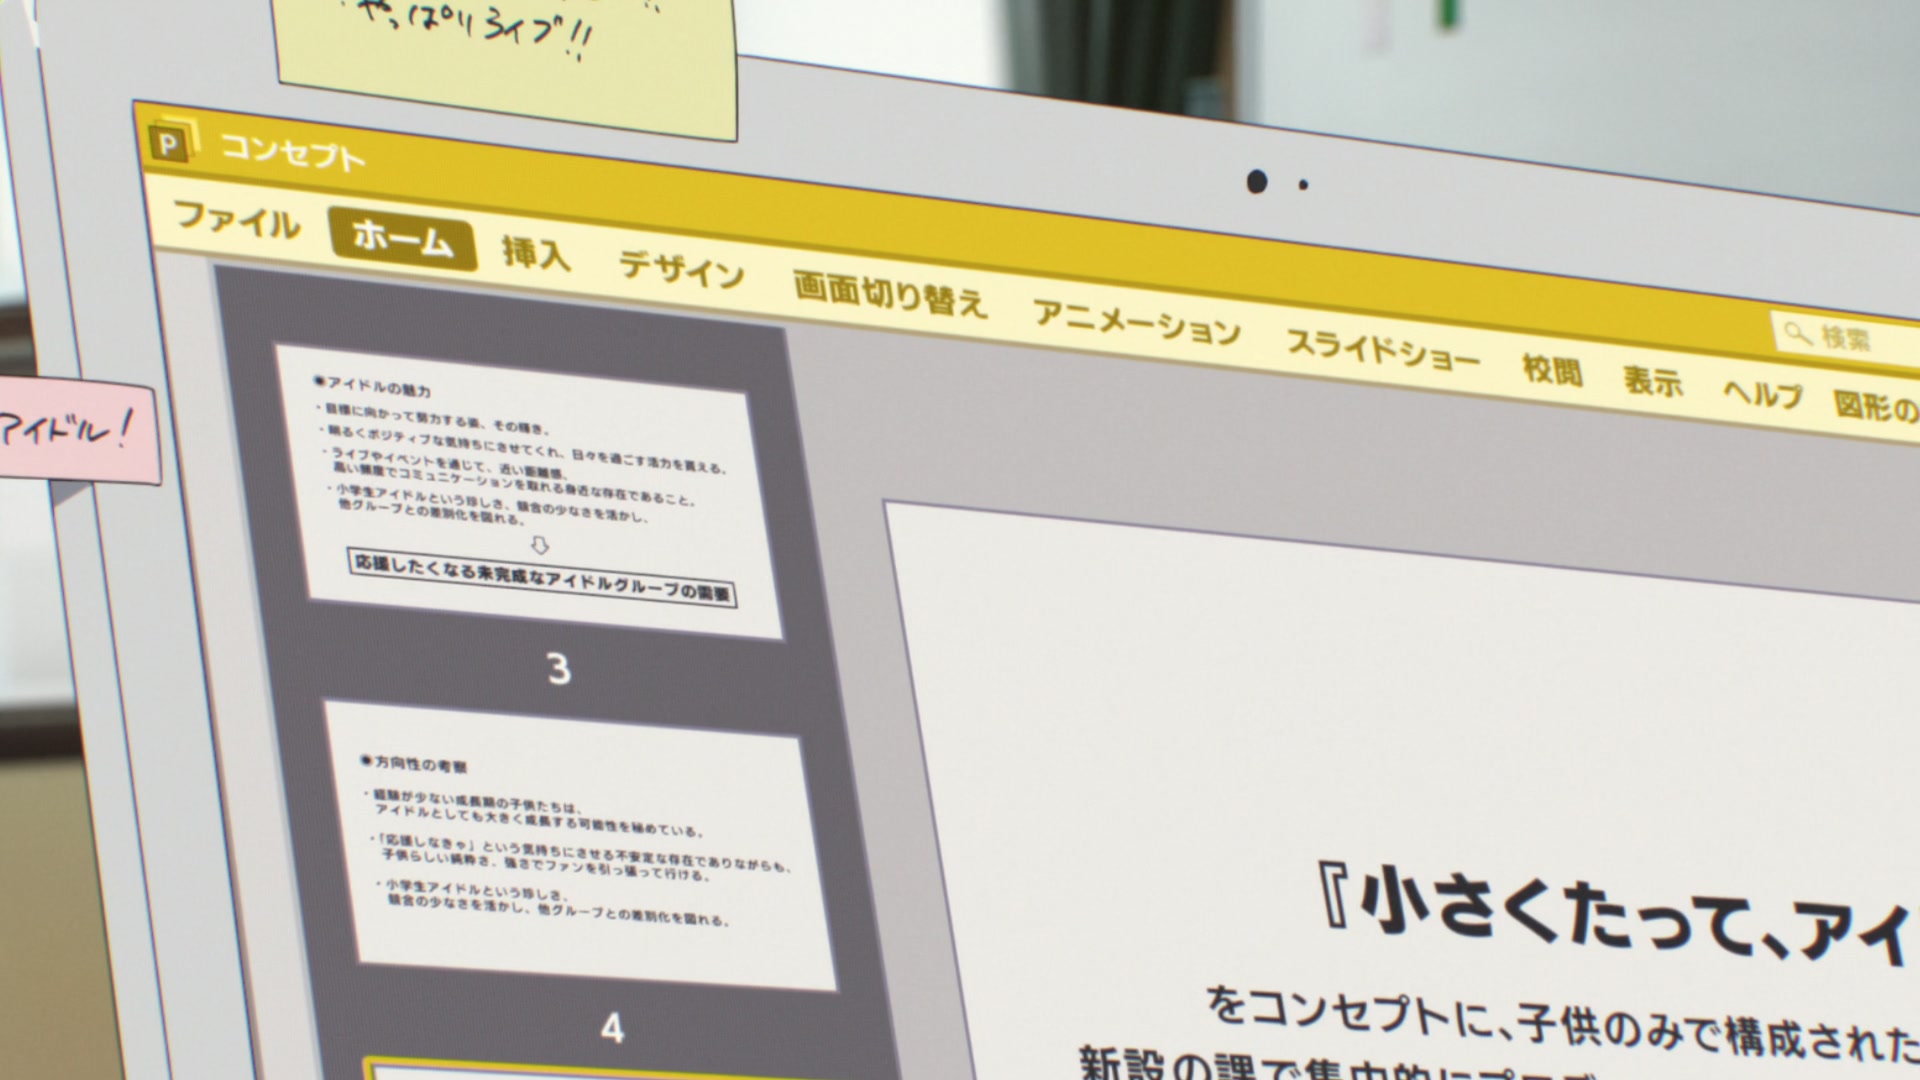 やっぱりライブ!!
アイドル!
P コンセプト
ファイル ホーム 挿入 デザイン 画面切り替え アニメーション スライドショー 校閲 表示 ヘルプ 図形の
検索
◉アイドルの魅力
・目標に向かって努力する姿、その輝き。
・明るくポジティブな気持ちにさせてくれ、日々を過ごす活力を貰える。
・ライブやイベントを通じて、近い距離感、
高い頻度でコミュニケーションを取れる身近な存在であること。
・小学生アイドルという珍しさ、競合の少なさを活かし、
他グループとの差別化を図れる。
⇩
応援したくなる未完成なアイドルグループの需要
3
◉方向性の考察
・経験が少ない成長期の子供たちは、
アイドルとしても大きく成長する可能性を秘めている。
・「応援しなきゃ」という気持ちにさせる不安定な存在でありながらも、
子供らしい純粋さ、強さでファンを引っ張って行ける。
・小学生アイドルという珍しさ、
競合の少なさを活かし、他グループとの差別化を図れる。
4
『小さくたって、アイ
をコンセプトに、子供のみで構成された
新設の課で集中的にプロデ